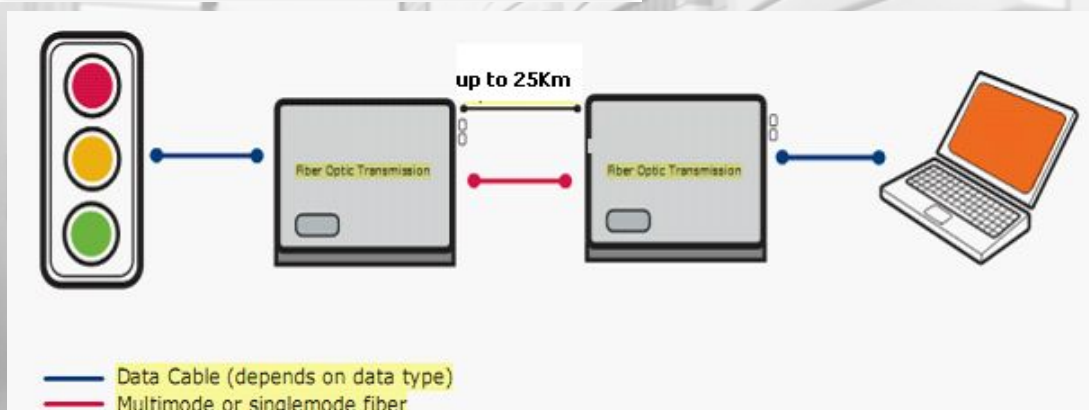 up to 25Km
Fiber Optic Transmission
Fiber Optic Transmission
Data Cable (depends on data type)
Multimode or singlemode fiber